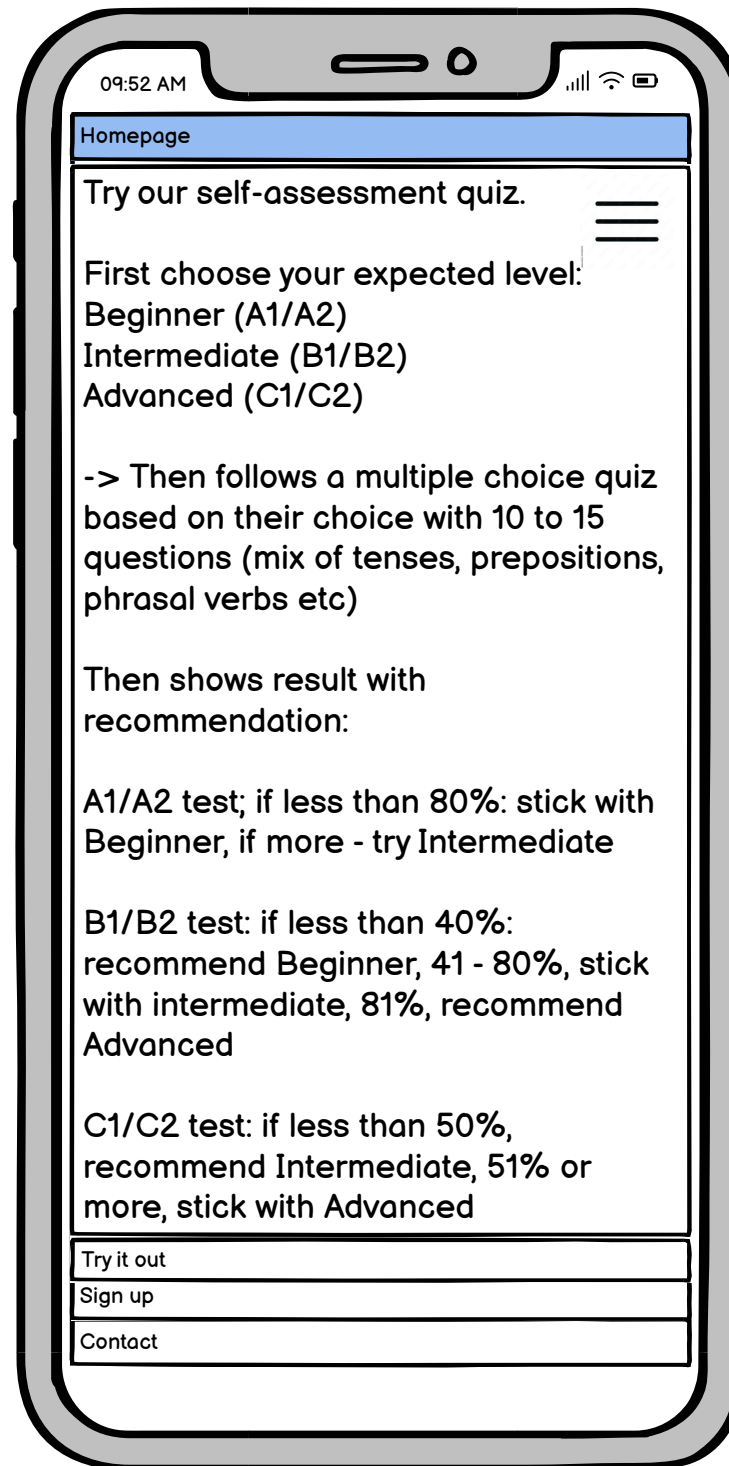 09:52 AM
Homepage
Try our self-assessment quiz.
First choose your expected level:
Beginner (A1/A2)
Intermediate (B1/B2)
Advanced (C1/C2)
-> Then follows a multiple choice quiz
based on their choice with 10 to 15
questions (mix of tenses, prepositions,
phrasal verbs etc)
Then shows result with
recommendation:
A1/A2 test; if less than 80%: stick with
Beginner, if more - try Intermediate
B1/B2 test: if less than 40%:
recommend Beginner, 41 - 80%, stick
with intermediate, 81%, recommend
Advanced
C1/C2 test: if less than 50%,
recommend Intermediate, 51% or
more, stick with Advanced
Try it out
Sign up
Contact